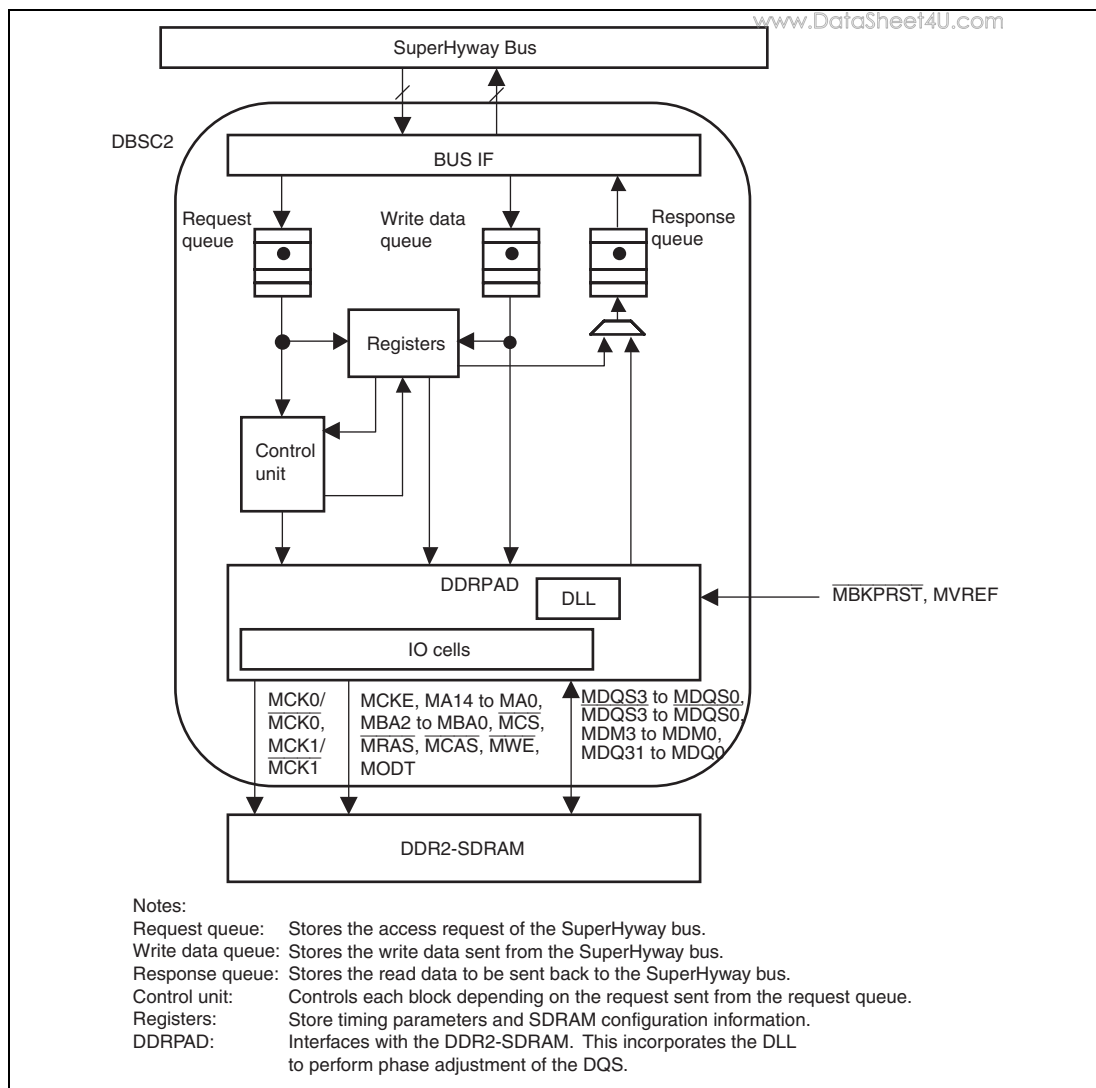 www.DataSheet4U.com
SuperHyway Bus
DBSC2
BUS IF
Request
queue
Write data
queue
Response
queue
Registers
Control
unit
DDRPAD
DLL
MBKPRST, MVREF
IO cells
MCK0/
MCK0,
MCK1/
MCK1
MCKE, MA14 to MA0,
MBA2 to MBA0, MCS,
MRAS, MCAS, MWE,
MODT
MDQS3 to MDQS0,
MDQS3 to MDQS0,
MDM3 to MDM0,
MDQ31 to MDQ0
DDR2-SDRAM
Notes:
Request queue: Stores the access request of the SuperHyway bus.
Write data queue: Stores the write data sent from the SuperHyway bus.
Response queue: Stores the read data to be sent back to the SuperHyway bus.
Control unit: Controls each block depending on the request sent from the request queue.
Registers: Store timing parameters and SDRAM configuration information.
DDRPAD: Interfaces with the DDR2-SDRAM. This incorporates the DLL
to perform phase adjustment of the DQS.